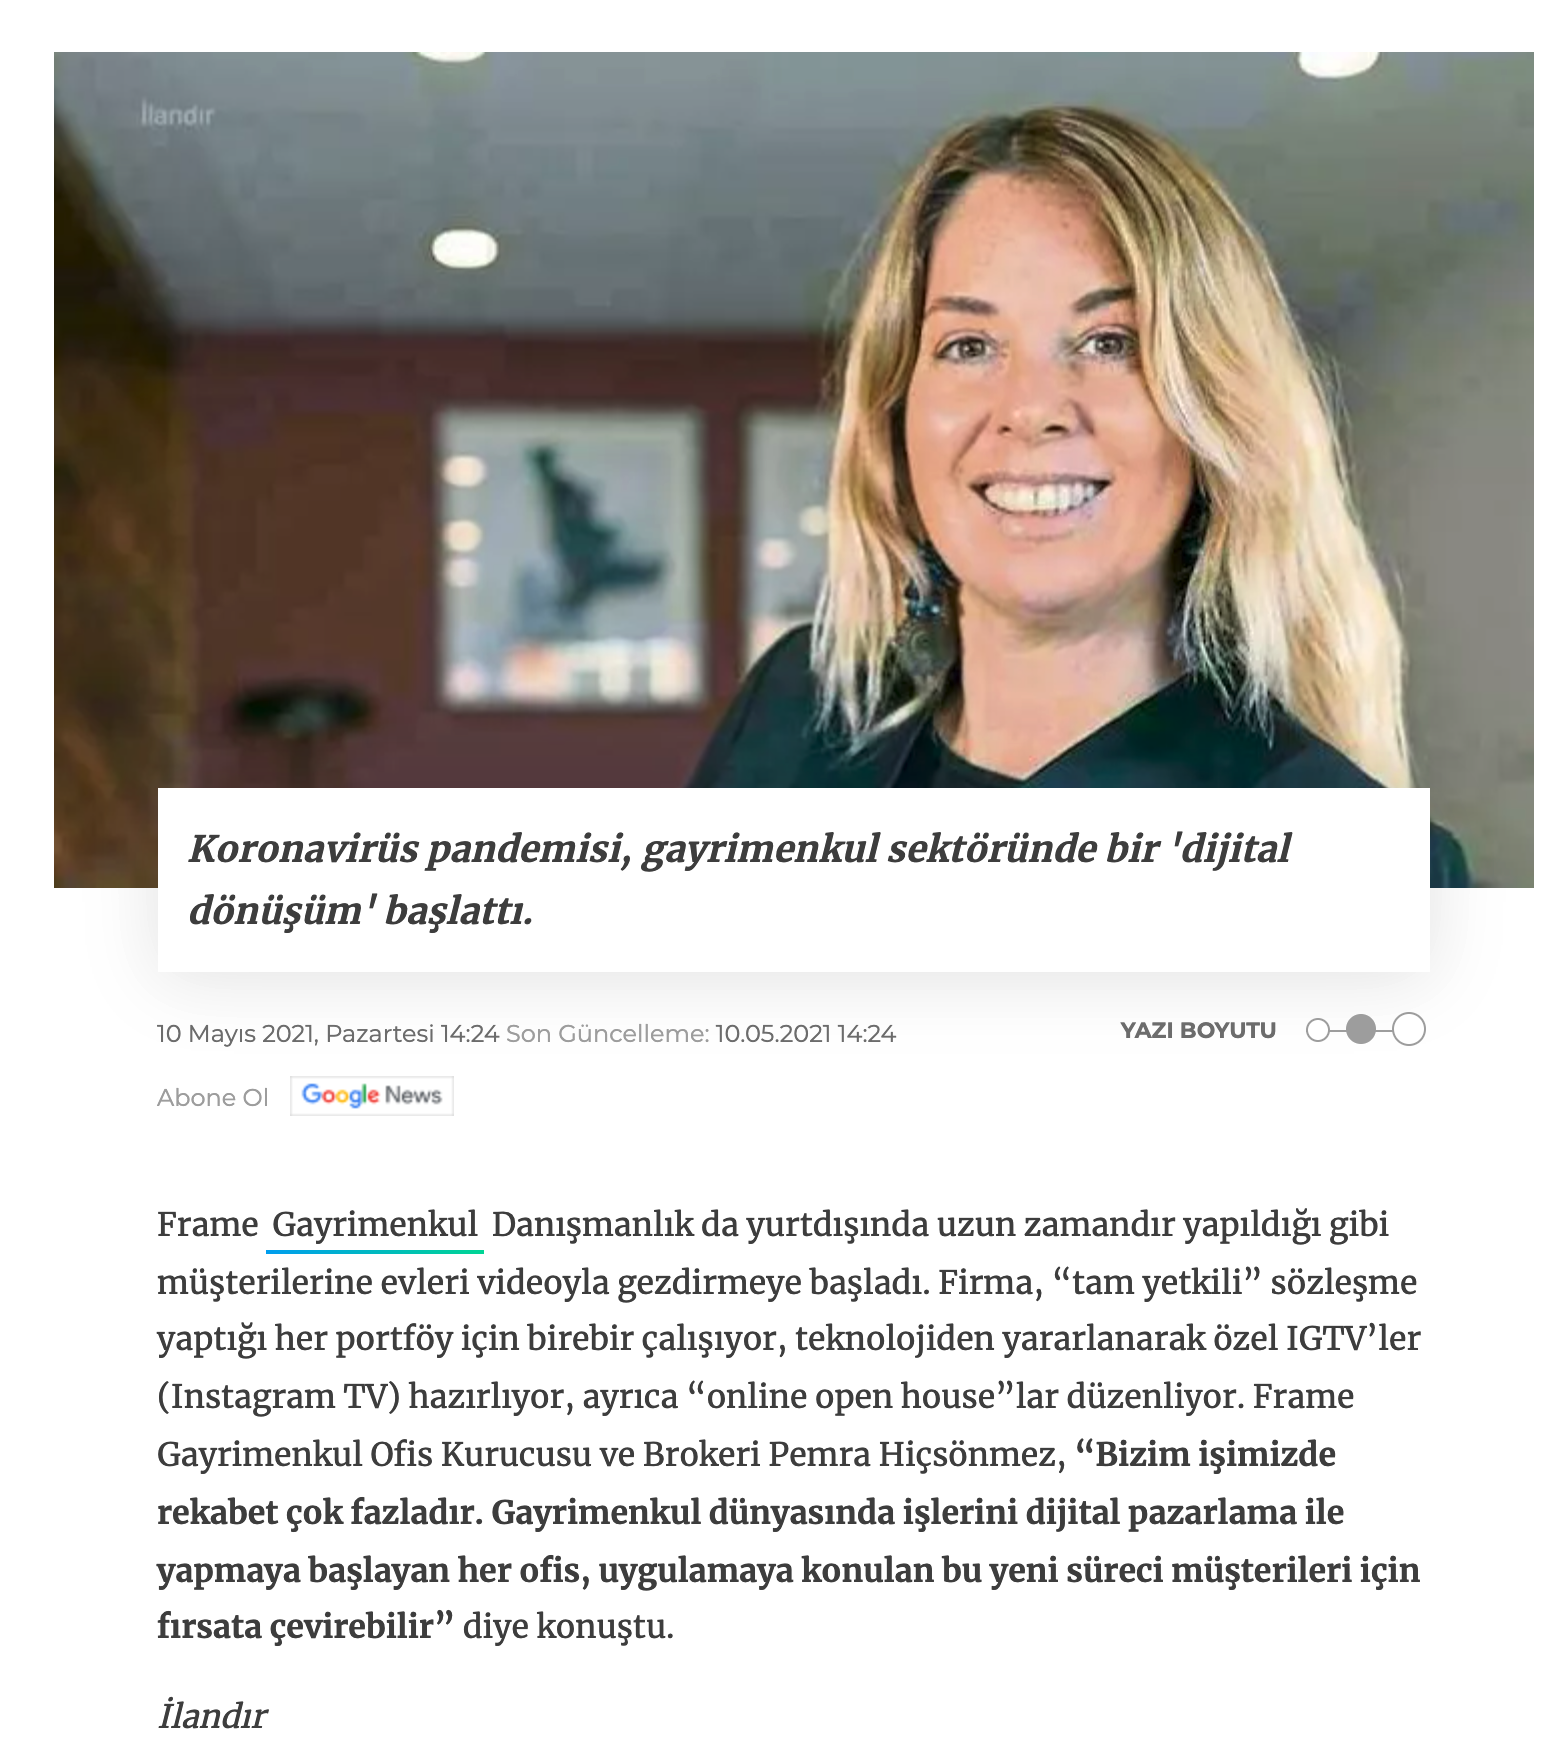 İlandır
Koronavirüs pandemisi, gayrimenkul sektöründe bir 'dijital
dönüşüm' başlattı.
10 Mayıs 2021, Pazartesi 14:24 Son Güncelleme: 10.05.2021 14:24
YAZI BOYUTU
Abone Ol Google News
Frame Gayrimenkul Danışmanlık da yurtdışında uzun zamandır yapıldığı gibi
müşterilerine evleri videoyla gezdirmeye başladı. Firma, “tam yetkili” sözleşme
yaptığı her portföy için birebir çalışıyor, teknolojiden yararlanarak özel IGTV’ler
(Instagram TV) hazırlıyor, ayrıca “online open house”lar düzenliyor. Frame
Gayrimenkul Ofis Kurucusu ve Brokeri Pemra Hiçsönmez, “Bizim işimizde
rekabet çok fazladır. Gayrimenkul dünyasında işlerini dijital pazarlama ile
yapmaya başlayan her ofis, uygulamaya konulan bu yeni süreci müşterileri için
fırsata çevirebilir” diye konuştu.
İlandır